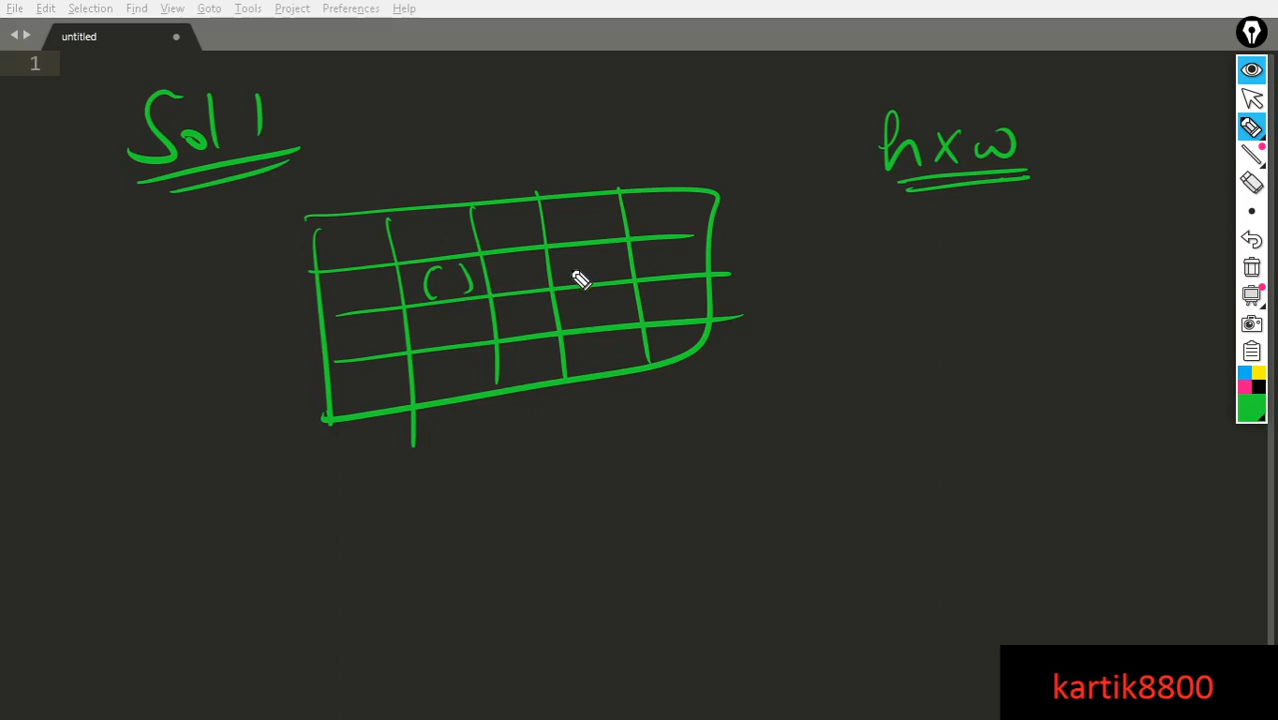 File Edit Selection Find View Goto Tools Project Preferences Help
untitled
1
Sol 1
h x w
( )
kartik8800